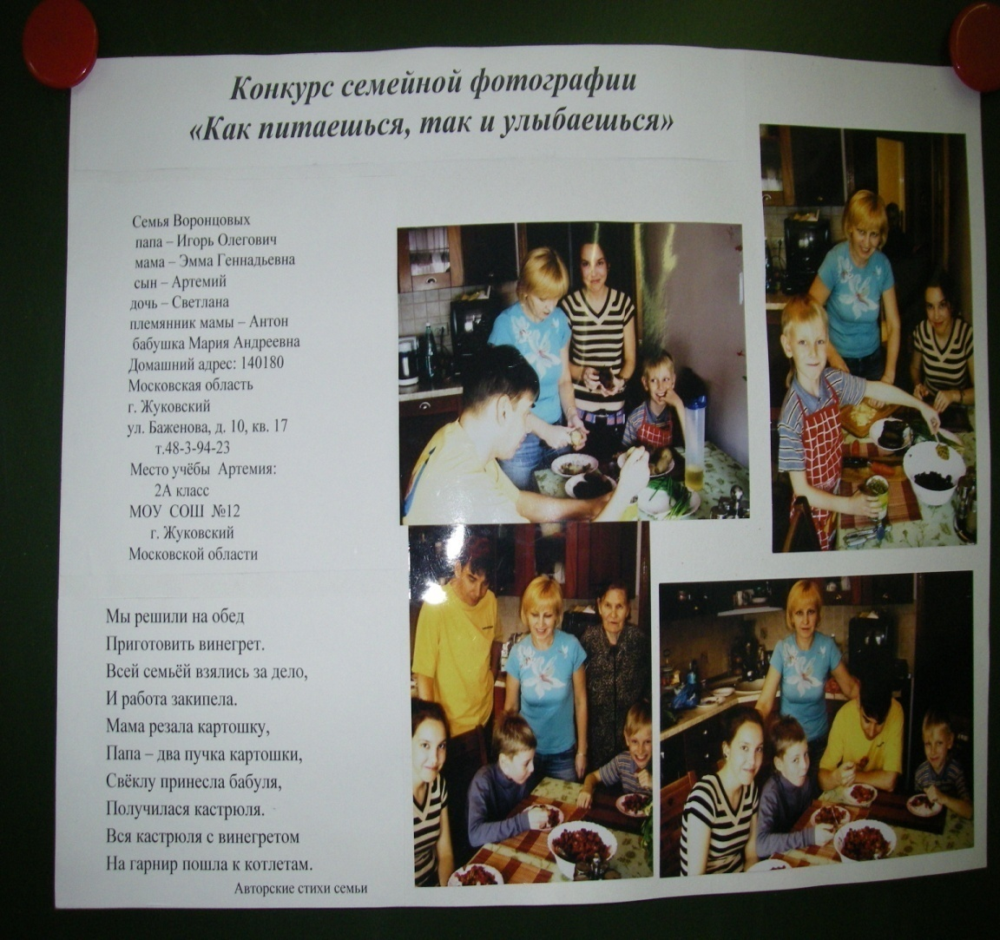 Конкурс семейной фотографии
«Как питаешься, так и улыбаешься»
Семья Воронцовых
папа – Игорь Олегович
мама – Эмма Геннадьевна
сын – Артемий
дочь – Светлана
племянник мамы – Антон
бабушка Мария Андреевна
Домашний адрес: 140180
Московская область
г. Жуковский
ул. Баженова, д. 10, кв. 17
т.48-3-94-23
Место учёбы Артемия:
2А класс
МОУ СОШ №12
г. Жуковский
Московской области
Мы решили на обед
Приготовить винегрет.
Всей семьёй взялись за дело,
И работа закипела.
Мама резала картошку,
Папа – два пучка картошки,
Свёклу принесла бабуля,
Получилася кастрюля.
Вся кастрюля с винегретом
На гарнир пошла к котлетам.
Авторские стихи семьи